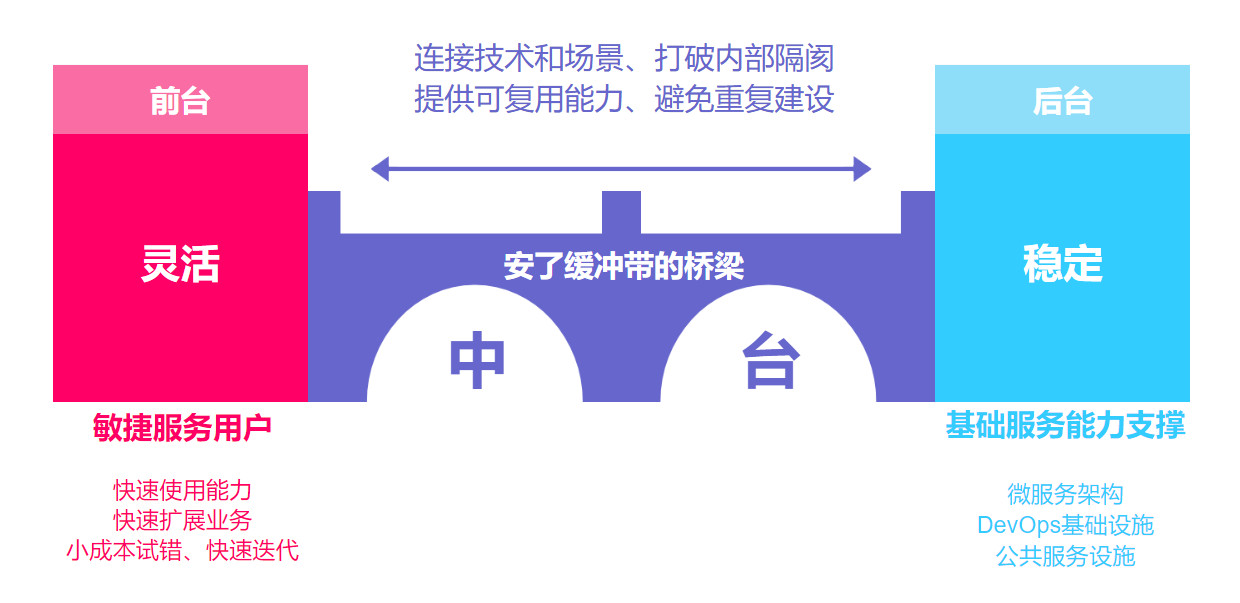 连接技术和场景、打破内部隔阂
提供可复用能力、避免重复建设
前台
后台
灵活
安了缓冲带的桥梁
稳定
中
台
敏捷服务用户
基础服务能力支撑
快速使用能力
快速扩展业务
小成本试错、快速迭代
微服务架构
DevOps基础设施
公共服务设施